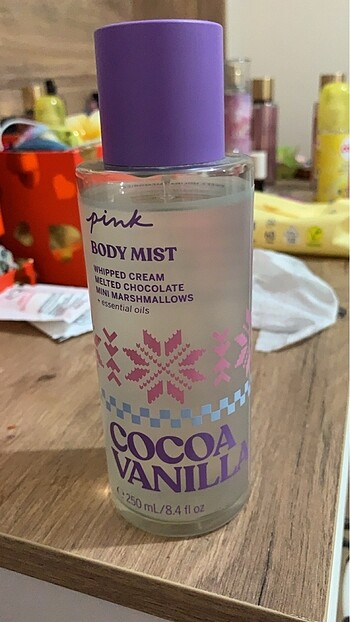 pink
BODY MIST
WHIPPED CREAM
MELTED CHOCOLATE
MINI MARSHMALLOWS
+ essential oils
COCOA
VANILLA
250 mL/8.4 fl oz